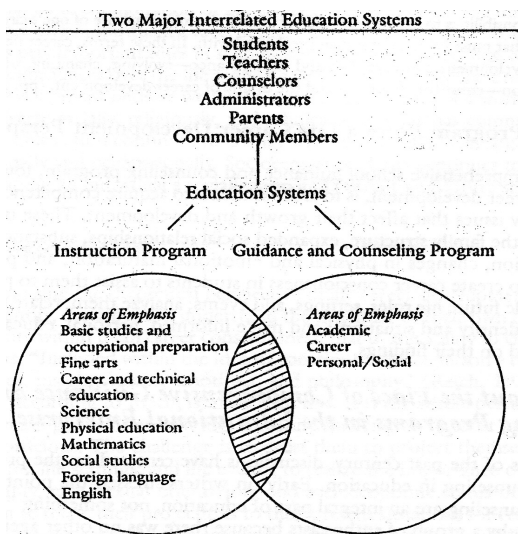 Two Major Interrelated Education Systems
Students
Teachers
Counselors
Administrators
Parents
Community Members
Education Systems
Instruction Program
Guidance and Counseling Program
Areas of Emphasis
Basic studies and
occupational preparation
Fine arts
Career and technical
education
Science
Physical education
Mathematics
Social studies
Foreign language
English
Areas of Emphasis
Academic
Career
Personal/Social